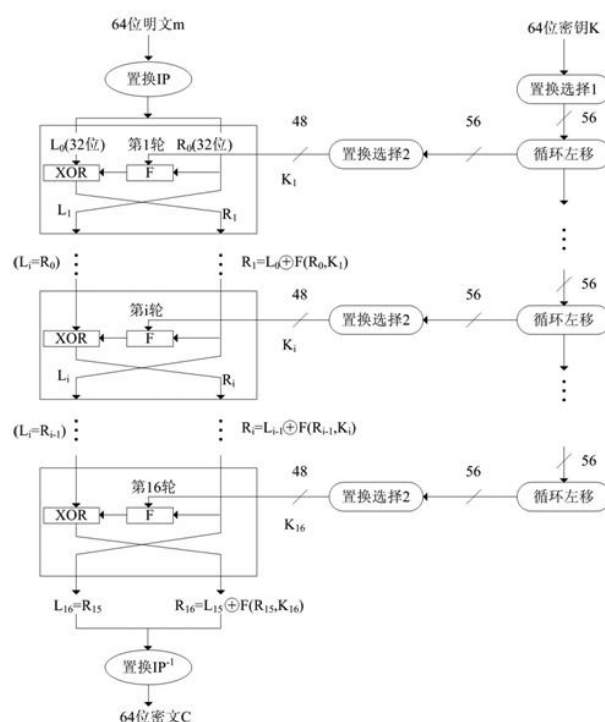 64位明文m
64位密钥K
置换IP
置换选择1
56
L₀(32位) 第1轮 R₀(32位)
48
56
XOR
F
置换选择2
循环左移
K₁
L₁
R₁
(Lᵢ=R₀)
R₁=L₀⊕F(R₀,K₁)
56
第i轮
48
56
XOR
F
置换选择2
循环左移
Kᵢ
Lᵢ
Rᵢ
(Lᵢ=Rᵢ₋₁)
Rᵢ=Lᵢ₋₁⊕F(Rᵢ₋₁,Kᵢ)
56
第16轮
48
56
XOR
F
置换选择2
循环左移
K₁₆
L₁₆=R₁₅
R₁₆=L₁₅⊕F(R₁₅,K₁₆)
置换IP⁻¹
64位密文C